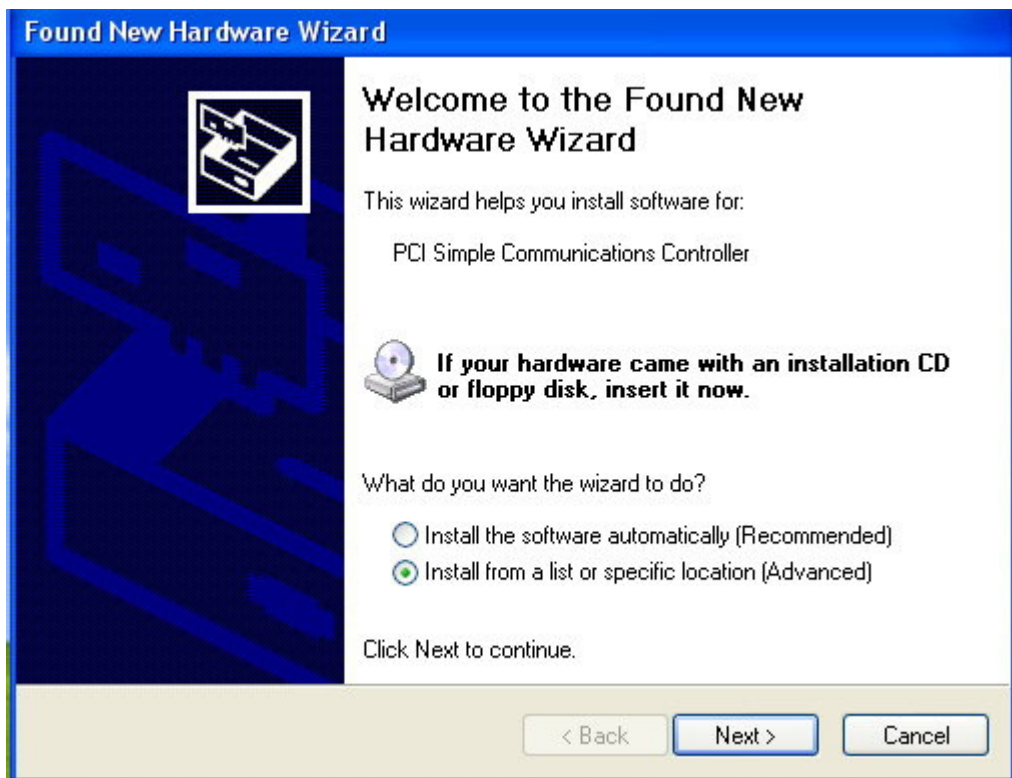 Found New Hardware Wizard
Welcome to the Found New
Hardware Wizard
This wizard helps you install software for:
PCI Simple Communications Controller
If your hardware came with an installation CD
or floppy disk, insert it now.
What do you want the wizard to do?
Install the software automatically (Recommended)
Install from a list or specific location (Advanced)
Click Next to continue.
< Back Next > Cancel